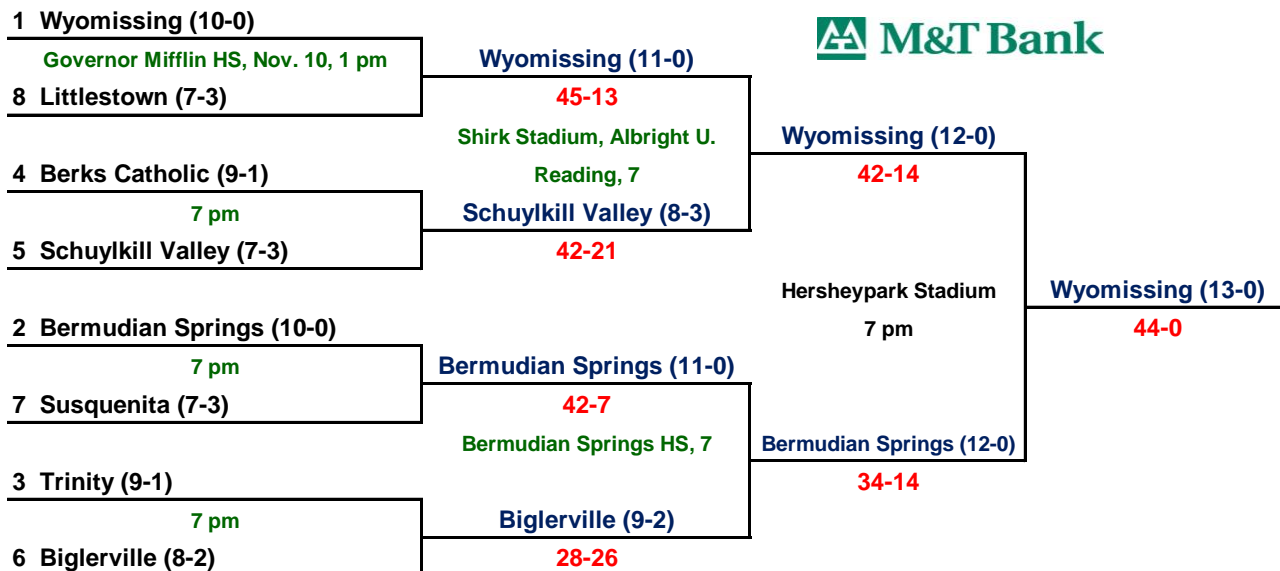 1 Wyomissing (10-0)
Governor Mifflin HS, Nov. 10, 1 pm
8 Littlestown (7-3)
4 Berks Catholic (9-1)
7 pm
5 Schuylkill Valley (7-3)
2 Bermudian Springs (10-0)
7 pm
7 Susquenita (7-3)
3 Trinity (9-1)
7 pm
6 Biglerville (8-2)
Wyomissing (11-0)
45-13
Shirk Stadium, Albright U.
Reading, 7
Schuylkill Valley (8-3)
42-21
Bermudian Springs (11-0)
42-7
Bermudian Springs HS, 7
Biglerville (9-2)
28-26
M&T Bank
Wyomissing (12-0)
42-14
Hersheypark Stadium
7 pm
Bermudian Springs (12-0)
34-14
Wyomissing (13-0)
44-0